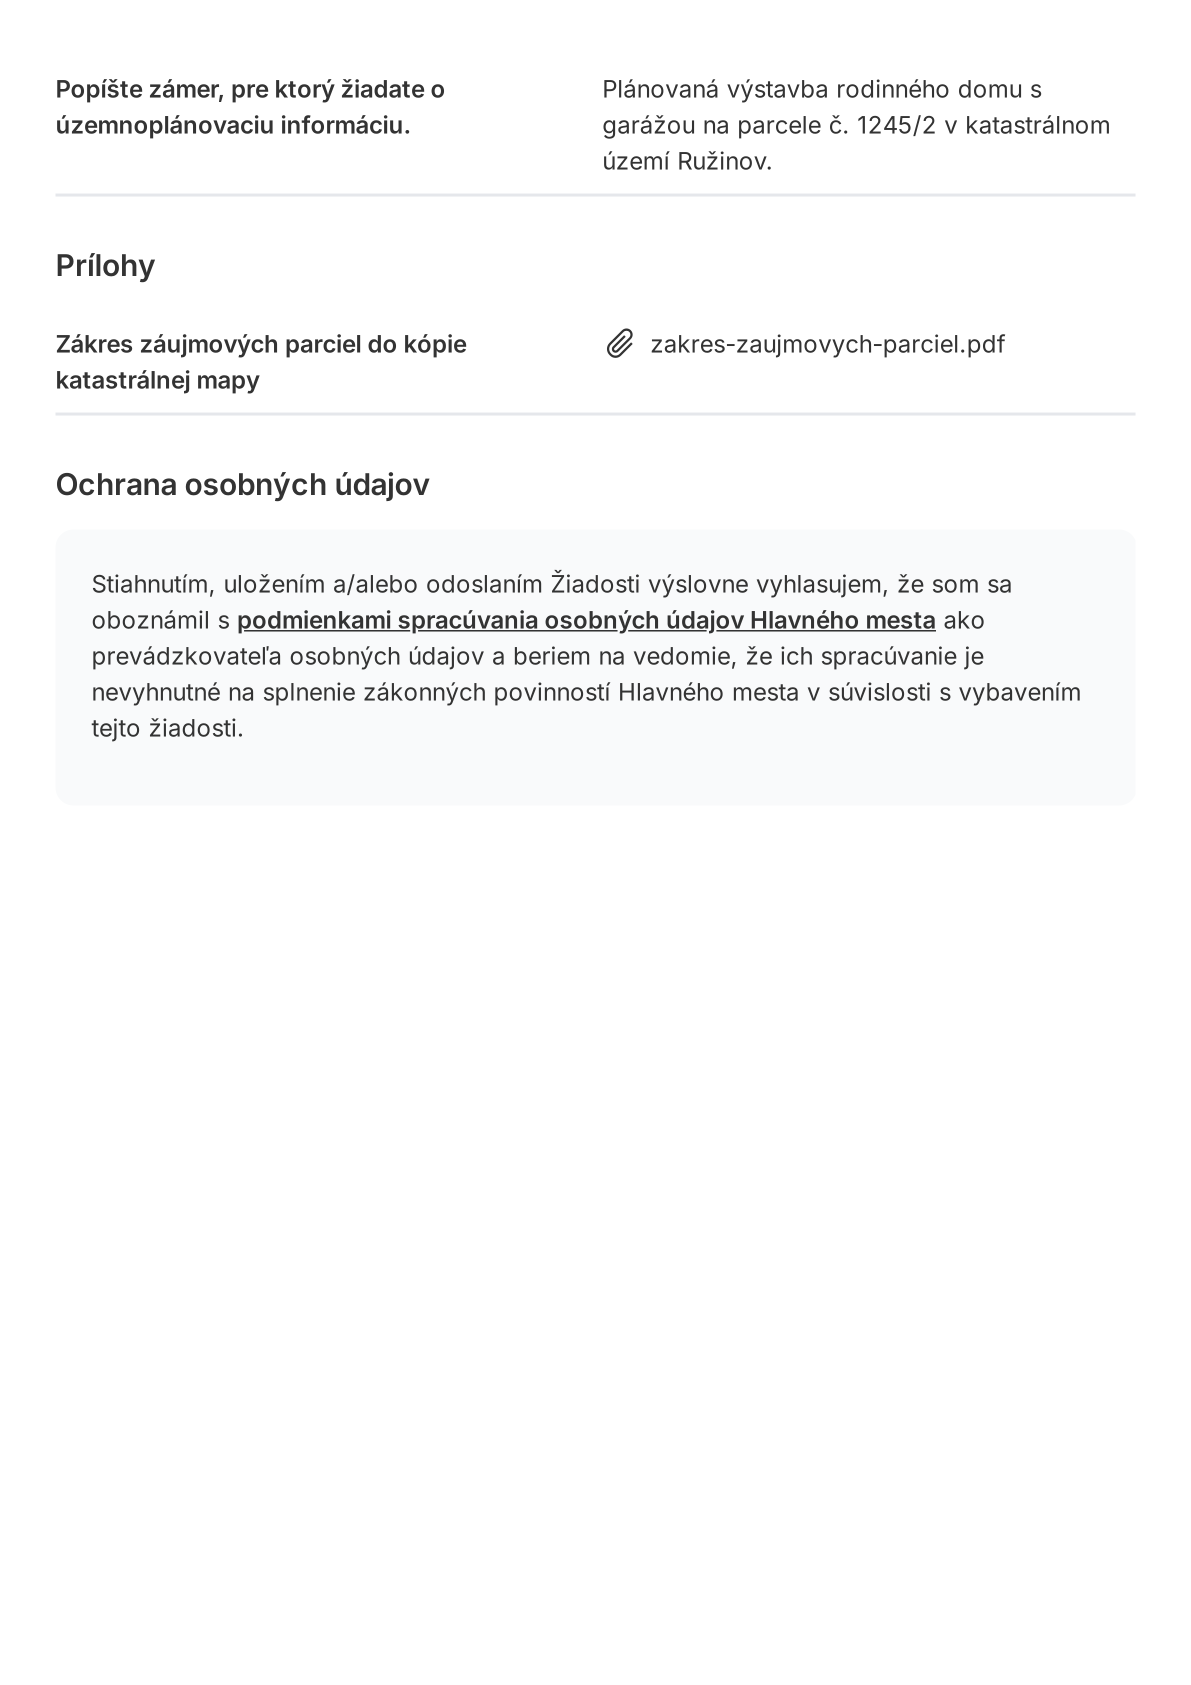 Popíšte zámer, pre ktorý žiadate o
územnoplánovaciu informáciu.
Plánovaná výstavba rodinného domu s
garážou na parcele č. 1245/2 v katastrálnom
území Ružinov.
Prílohy
Zákres záujmových parciel do kópie
katastrálnej mapy
zakres-zaujmovych-parciel.pdf
Ochrana osobných údajov
Stiahnutím, uložením a/alebo odoslaním Žiadosti výslovne vyhlasujem, že som sa
oboznámil s podmienkami spracúvania osobných údajov Hlavného mesta ako
prevádzkovateľa osobných údajov a beriem na vedomie, že ich spracúvanie je
nevyhnutné na splnenie zákonných povinností Hlavného mesta v súvislosti s vybavením
tejto žiadosti.